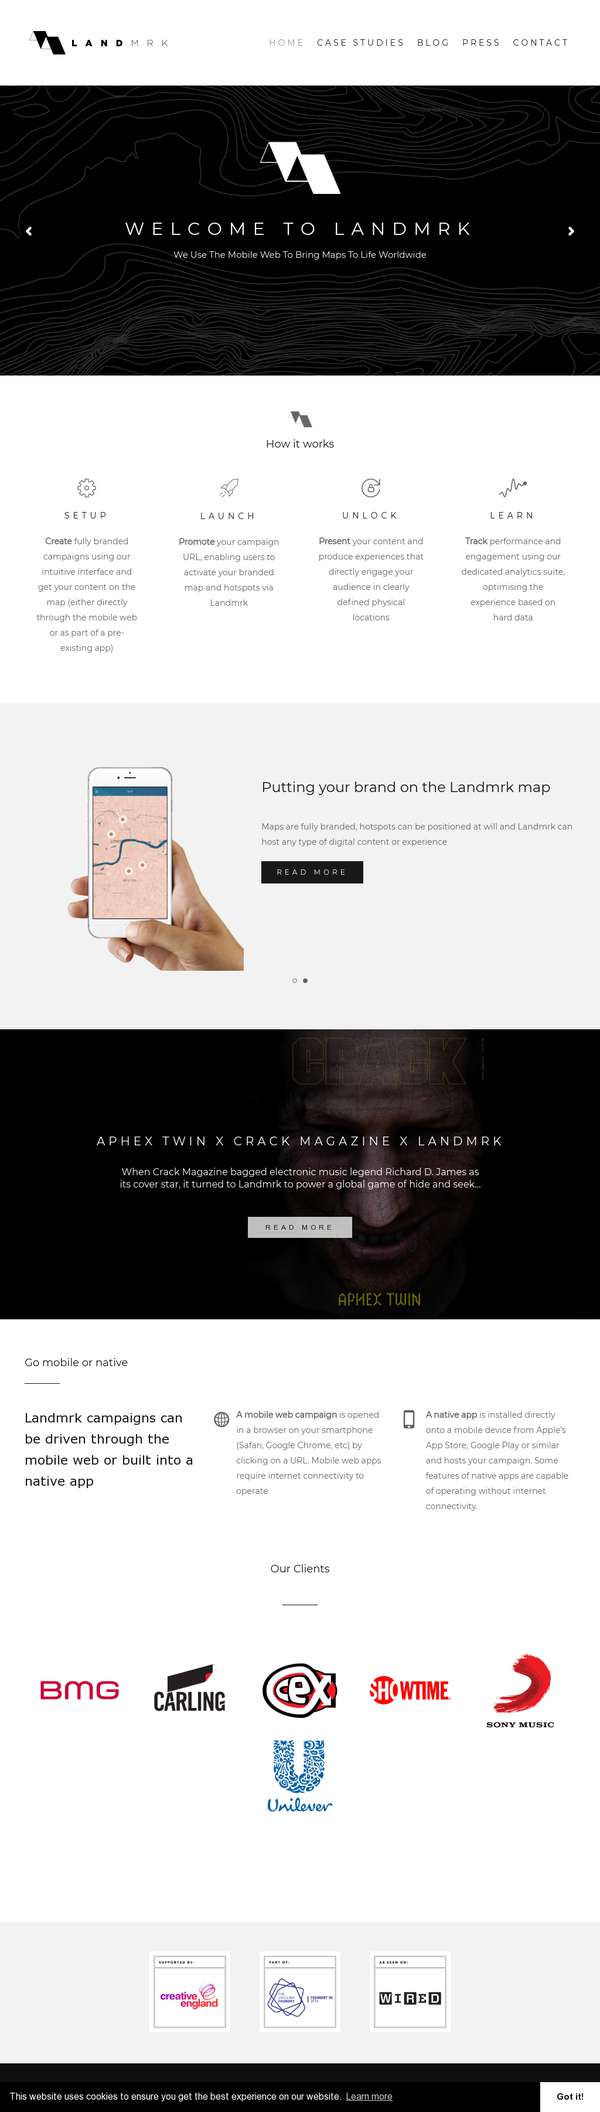 LANDMRK
HOME CASE STUDIES BLOG PRESS CONTACT
WELCOME TO LANDMRK
We Use The Mobile Web To Bring Maps To Life Worldwide
How it works
SETUP
Create fully branded
campaigns using our
intuitive interface and
get your content on the
map (either directly
through the mobile web
or as part of a pre-
existing app)
LAUNCH
Promote your campaign
URL, enabling users to
activate your branded
map and hotspots via
Landmrk
UNLOCK
Present your content and
produce experiences that
directly engage your
audience in clearly
defined physical
locations
LEARN
Track performance and
engagement using our
dedicated analytics suite,
optimising the
experience based on
hard data
Putting your brand on the Landmrk map
Maps are fully branded, hotspots can be positioned at will and Landmrk can
host any type of digital content or experience
READ MORE
CRACK
APHEX TWIN X CRACK MAGAZINE X LANDMRK
When Crack Magazine bagged electronic music legend Richard D. James as
its cover star, it turned to Landmrk to power a global game of hide and seek...
READ MORE
APHEX TWIN
Go mobile or native
Landmrk campaigns can
be driven through the
mobile web or built into a
native app
A mobile web campaign is opened
in a browser on your smartphone
(Safari, Google Chrome, etc) by
clicking on a URL. Mobile web apps
require internet connectivity to
operate
A native app is installed directly
onto a mobile device from Apple's
App Store, Google Play or similar
and hosts your campaign. Some
features of native apps are capable
of operating without internet
connectivity.
Our Clients
BMG
CARLING
CeX
SHOWTIME
SONY MUSIC
Unilever
SUPPORTED BY:
creative
england
PART OF:
AS SEEN ON:
WIRED
This website uses cookies to ensure you get the best experience on our website. Learn more
Got it!